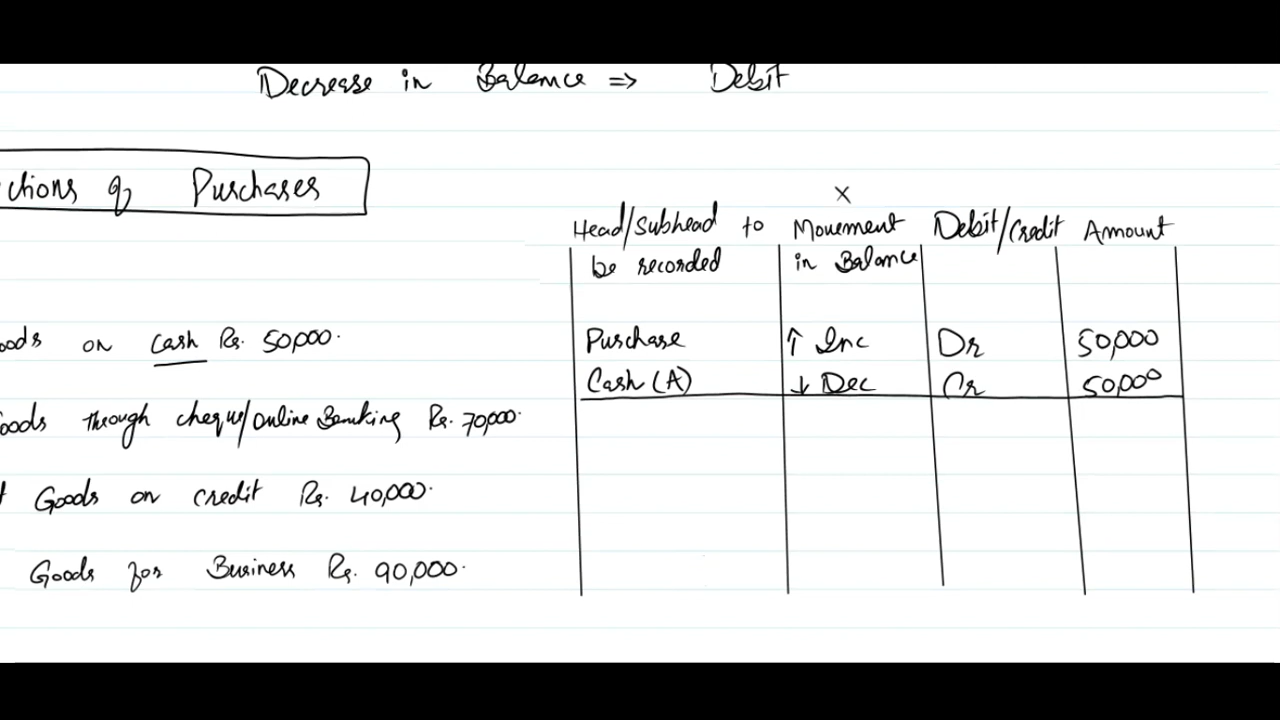 Decrease in Balance => Debit
ctions of Purchases
x
Head/Subhead to Movement Debit/Credit Amount
be recorded in Balance
oods on cash Rs. 50,000.
Purchase ↑ Inc Dr 50,000
Cash (A) ↓ Dec Cr 50,000
oods through cheque/online Banking Rs. 70,000.
t Goods on credit Rs. 40,000.
Goods for Business Rs. 90,000.